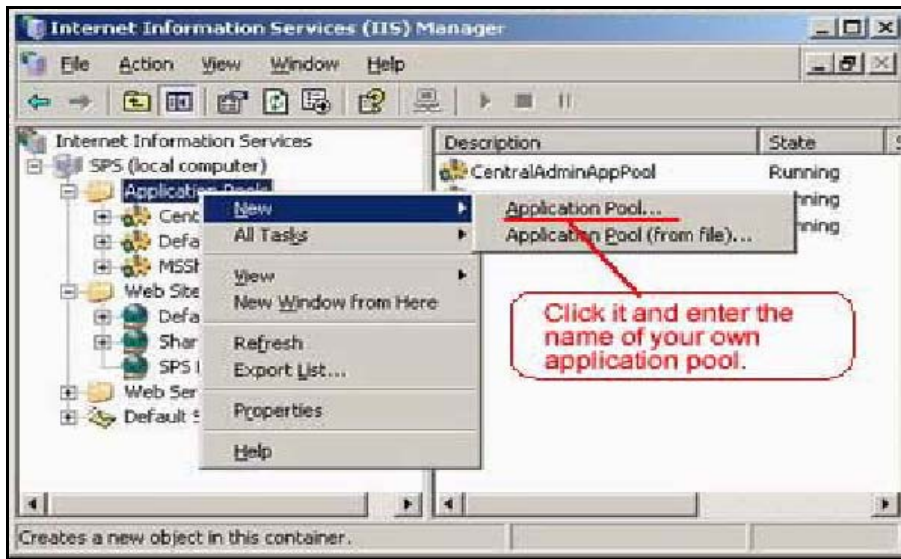 Internet Information Services (IIS) Manager
File Action View Window Help
Internet Information Services
SPS (local computer)
Application Pools
Cent
Defa
MSSh
Web Site
Defa
Shar
SPS
Web Ser
Default S
New
All Tasks
View
New Window from Here
Refresh
Export List...
Properties
Help
Application Pool...
Application Pool (from file)...
Description State S
CentralAdminAppPool Running
nning
nning
Click it and enter the
name of your own
application pool.
Creates a new object in this container.